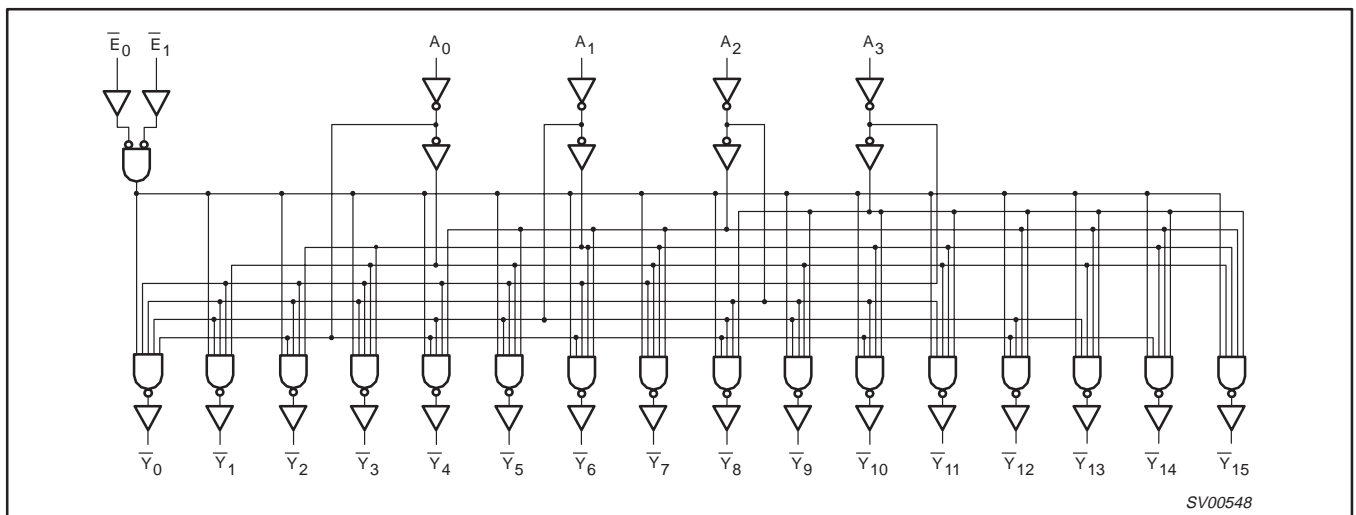 E̅0 E̅1 A0 A1 A2 A3
Y̅0 Y̅1 Y̅2 Y̅3 Y̅4 Y̅5 Y̅6 Y̅7 Y̅8 Y̅9 Y̅10 Y̅11 Y̅12 Y̅13 Y̅14 Y̅15
SV00548